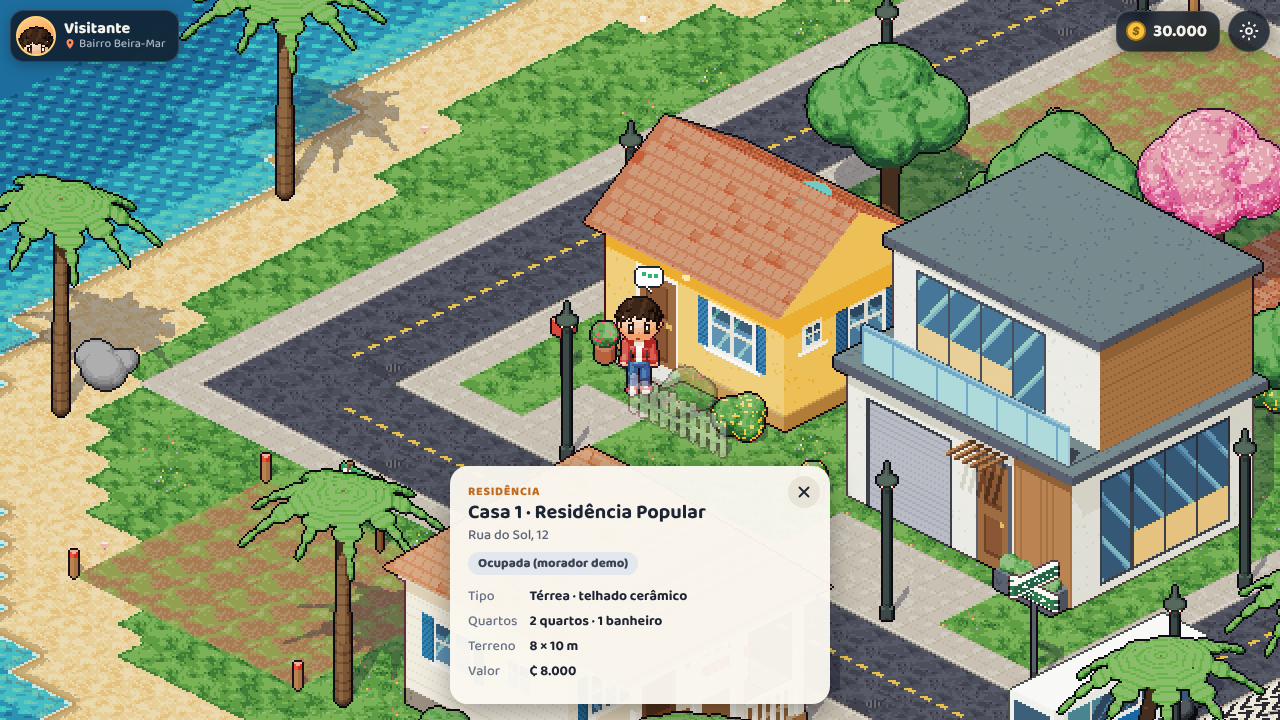 Visitante
Bairro Beira-Mar
$ 30.000
RESIDÊNCIA
Casa 1 · Residência Popular
Rua do Sol, 12
Ocupada (morador demo)
Tipo Térrea · telhado cerâmico
Quartos 2 quartos · 1 banheiro
Terreno 8 × 10 m
Valor ₵ 8.000